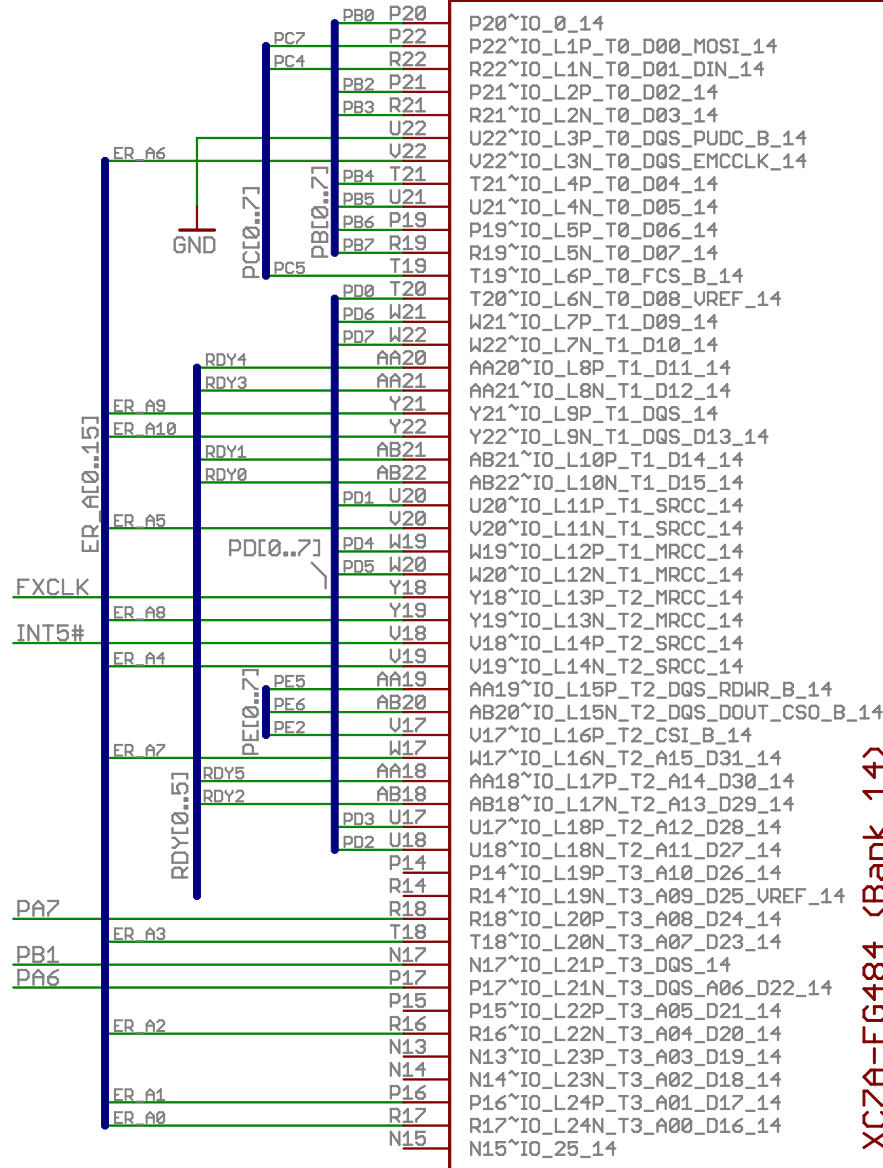 PB0 P20 P20~IO_0_14
PC7 P22 P22~IO_L1P_T0_D00_MOSI_14
PC4 R22 R22~IO_L1N_T0_D01_DIN_14
PB2 P21 P21~IO_L2P_T0_D02_14
PB3 R21 R21~IO_L2N_T0_D03_14
U22 U22~IO_L3P_T0_DQS_PUDC_B_14
ER_A6 V22 V22~IO_L3N_T0_DQS_EMCCLK_14
PB4 T21 T21~IO_L4P_T0_D04_14
PB5 U21 U21~IO_L4N_T0_D05_14
PB6 P19 P19~IO_L5P_T0_D06_14
PB7 R19 R19~IO_L5N_T0_D07_14
GND
PC[0..7]
PB[0..7]
PC5 T19 T19~IO_L6P_T0_FCS_B_14
PD0 T20 T20~IO_L6N_T0_D08_VREF_14
PD6 W21 W21~IO_L7P_T1_D09_14
PD7 W22 W22~IO_L7N_T1_D10_14
RDY4 AA20 AA20~IO_L8P_T1_D11_14
RDY3 AA21 AA21~IO_L8N_T1_D12_14
ER_A9 Y21 Y21~IO_L9P_T1_DQS_14
ER_A10 Y22 Y22~IO_L9N_T1_DQS_D13_14
RDY1 AB21 AB21~IO_L10P_T1_D14_14
RDY0 AB22 AB22~IO_L10N_T1_D15_14
ER_A[0..15]
PD1 U20 U20~IO_L11P_T1_SRCC_14
ER_A5 V20 V20~IO_L11N_T1_SRCC_14
PD[0..7]
PD4 W19 W19~IO_L12P_T1_MRCC_14
PD5 W20 W20~IO_L12N_T1_MRCC_14
FXCLK Y18 Y18~IO_L13P_T2_MRCC_14
ER_A8 Y19 Y19~IO_L13N_T2_MRCC_14
INT5# V18 V18~IO_L14P_T2_SRCC_14
ER_A4 V19 V19~IO_L14N_T2_SRCC_14
PE5 AA19 AA19~IO_L15P_T2_DQS_RDWR_B_14
PE6 AB20 AB20~IO_L15N_T2_DQS_DOUT_CSO_B_14
PE2 V17 V17~IO_L16P_T2_CSI_B_14
PE[0..7]
ER_A7 W17 W17~IO_L16N_T2_A15_D31_14
RDY5 AA18 AA18~IO_L17P_T2_A14_D30_14
RDY2 AB18 AB18~IO_L17N_T2_A13_D29_14
RDY[0..5]
PD3 U17 U17~IO_L18P_T2_A12_D28_14
PD2 U18 U18~IO_L18N_T2_A11_D27_14
P14 P14~IO_L19P_T3_A10_D26_14
R14 R14~IO_L19N_T3_A09_D25_VREF_14
PA7 R18 R18~IO_L20P_T3_A08_D24_14
ER_A3 T18 T18~IO_L20N_T3_A07_D23_14
PB1 N17 N17~IO_L21P_T3_DQS_14
PA6 P17 P17~IO_L21N_T3_DQS_A06_D22_14
P15 P15~IO_L22P_T3_A05_D21_14
ER_A2 R16 R16~IO_L22N_T3_A04_D20_14
N13 N13~IO_L23P_T3_A03_D19_14
N14 N14~IO_L23N_T3_A02_D18_14
ER_A1 P16 P16~IO_L24P_T3_A01_D17_14
ER_A0 R17 R17~IO_L24N_T3_A00_D16_14
N15 N15~IO_25_14
XC7A-FG484 (Bank 14)